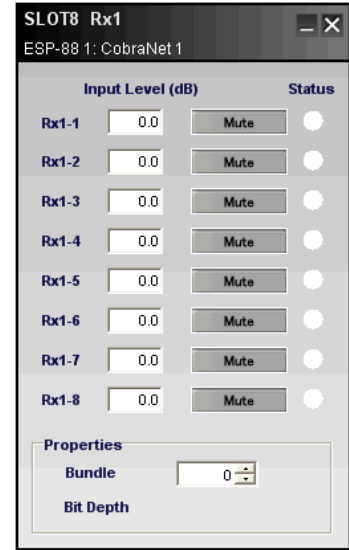 SLOT8 Rx1
ESP-88 1: CobraNet 1
Input Level (dB) Status
Rx1-1 0.0 Mute
Rx1-2 0.0 Mute
Rx1-3 0.0 Mute
Rx1-4 0.0 Mute
Rx1-5 0.0 Mute
Rx1-6 0.0 Mute
Rx1-7 0.0 Mute
Rx1-8 0.0 Mute
Properties
Bundle 0
Bit Depth